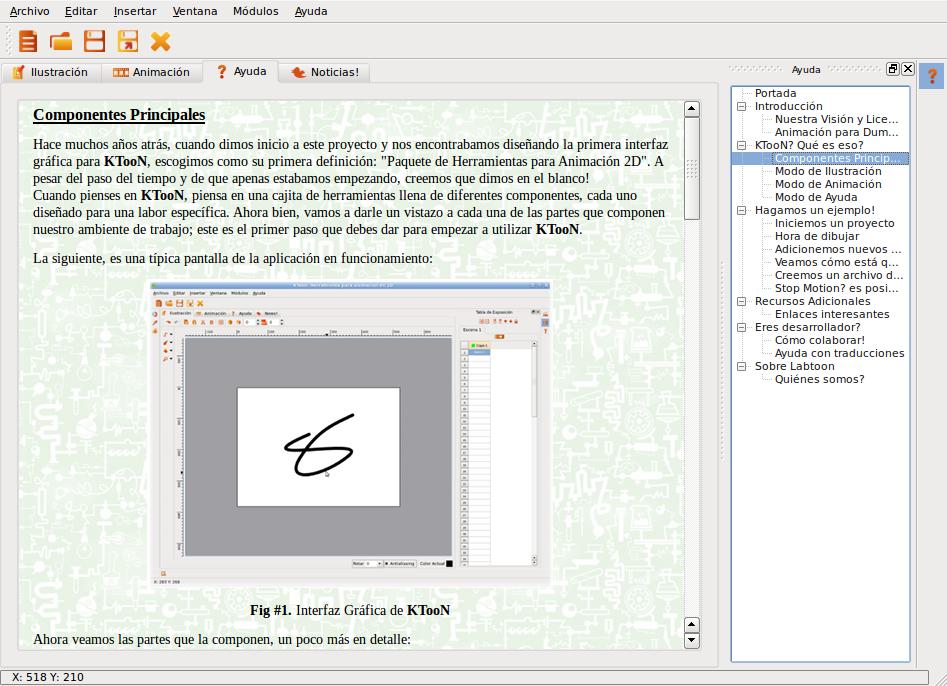 Archivo Editar Insertar Ventana Módulos Ayuda
Ilustración Animación ? Ayuda Noticias!
Componentes Principales
Hace muchos años atrás, cuando dimos inicio a este proyecto y nos encontrabamos diseñando la primera interfaz
gráfica para KTooN, escogimos como su primera definición: "Paquete de Herramientas para Animación 2D". A
pesar del paso del tiempo y de que apenas estabamos empezando, creemos que dimos en el blanco!
Cuando pienses en KTooN, piensa en una cajita de herramientas llena de diferentes componentes, cada uno
diseñado para una labor específica. Ahora bien, vamos a darle un vistazo a cada una de las partes que componen
nuestro ambiente de trabajo; este es el primer paso que debes dar para empezar a utilizar KTooN.
La siguiente, es una típica pantalla de la aplicación en funcionamiento:
Archivo Editar Insertar Ventana Módulos Ayuda
Ilustración Animación ? Ayuda News!
Tabla de Exposición
Escena 1
Rotar 0 Antialiasing Color Actual
Fig #1. Interfaz Gráfica de KTooN
Ahora veamos las partes que la componen, un poco más en detalle:
Ayuda
?
Portada
Introducción
Nuestra Visión y Lice...
Animación para Dum...
KTooN? Qué es eso?
Componentes Princip...
Modo de Ilustración
Modo de Animación
Modo de Ayuda
Hagamos un ejemplo!
Iniciemos un proyecto
Hora de dibujar
Adicionemos nuevos ...
Veamos cómo está q...
Creemos un archivo d...
Stop Motion? es posi...
Recursos Adicionales
Enlaces interesantes
Eres desarrollador?
Cómo colaborar!
Ayuda con traducciones
Sobre Labtoon
Quiénes somos?
X: 518 Y: 210